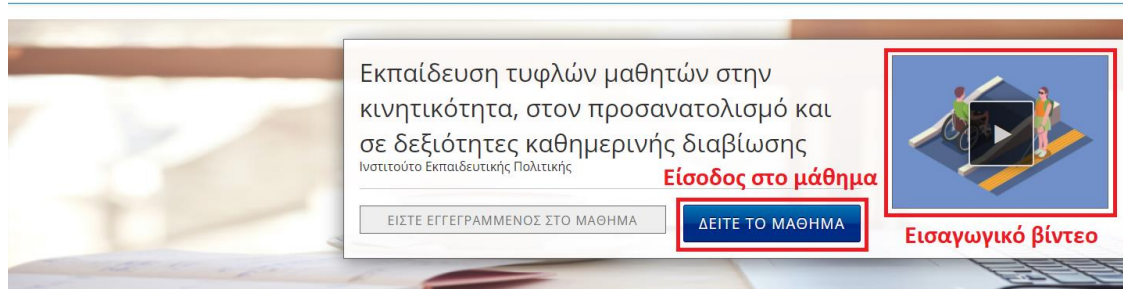 Εκπαίδευση τυφλών μαθητών στην
κινητικότητα, στον προσανατολισμό και
σε δεξιότητες καθημερινής διαβίωσης
Ινστιτούτο Εκπαιδευτικής Πολιτικής
Είσοδος στο μάθημα
ΕΙΣΤΕ ΕΓΓΕΓΡΑΜΜΕΝΟΣ ΣΤΟ ΜΑΘΗΜΑ
ΔΕΙΤΕ ΤΟ ΜΑΘΗΜΑ
Εισαγωγικό βίντεο